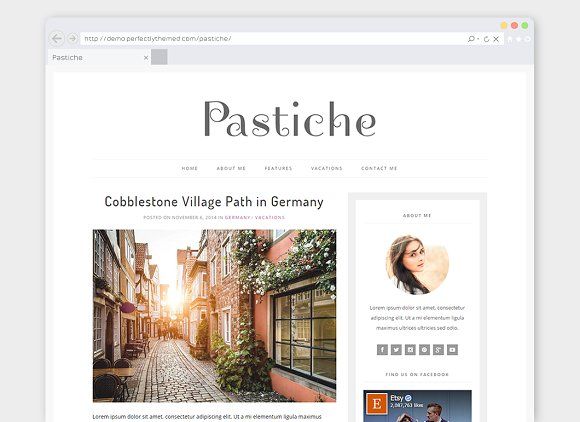 http://demo.perfectlythemed.com/pastiche/
Pastiche
Pastiche
HOME ABOUT ME FEATURES VACATIONS CONTACT ME
Cobblestone Village Path in Germany
POSTED ON NOVEMBER 6, 2014 IN GERMANY / VACATIONS
Lorem ipsum dolor sit amet, consectetur adipiscing elit. Ut a mi elementum ligula maximus
ABOUT ME
Lorem ipsum dolor sit amet, consectetur
adipiscing elit. Ut a mi elementum ligula
maximus ultrices ultricies sed odio.
FIND US ON FACEBOOK
E
Etsy
2,087,763 likes